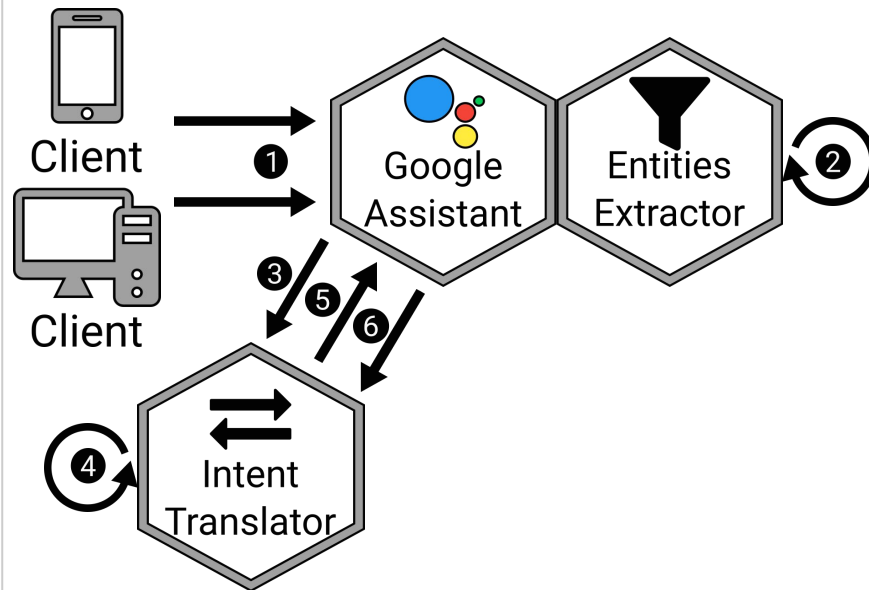 Client
1
Client
Google
Assistant
Entities
Extractor
2
3
5
6
4
Intent
Translator